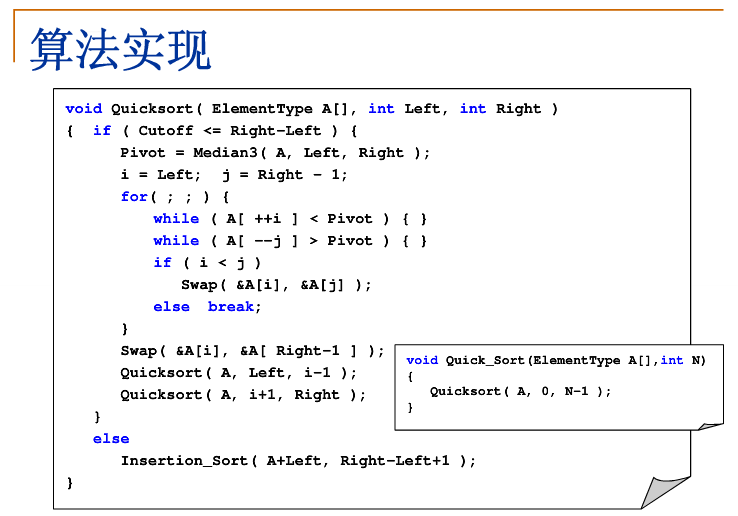 算法实现
void Quicksort( ElementType A[], int Left, int Right )
{ if ( Cutoff <= Right-Left ) {
Pivot = Median3( A, Left, Right );
i = Left; j = Right - 1;
for( ; ; ) {
while ( A[ ++i ] < Pivot ) { }
while ( A[ --j ] > Pivot ) { }
if ( i < j )
Swap( &A[i], &A[j] );
else break;
}
Swap( &A[i], &A[ Right-1 ] );
Quicksort( A, Left, i-1 );
Quicksort( A, i+1, Right );
}
else
Insertion_Sort( A+Left, Right-Left+1 );
}
void Quick_Sort(ElementType A[],int N)
{
Quicksort( A, 0, N-1 );
}